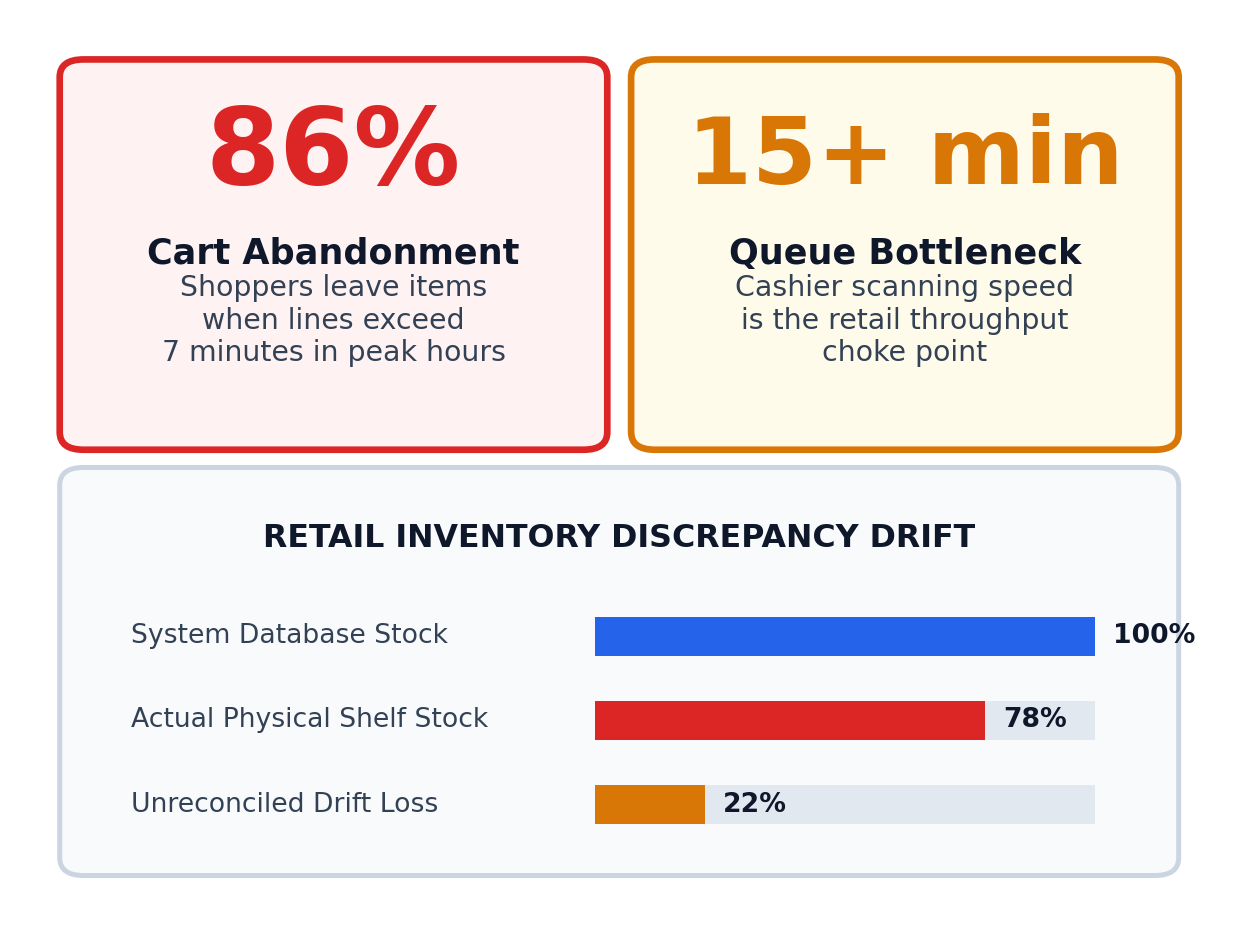 86%
Cart Abandonment
Shoppers leave items
when lines exceed
7 minutes in peak hours
15+ min
Queue Bottleneck
Cashier scanning speed
is the retail throughput
choke point
RETAIL INVENTORY DISCREPANCY DRIFT
System Database Stock 100%
Actual Physical Shelf Stock 78%
Unreconciled Drift Loss 22%